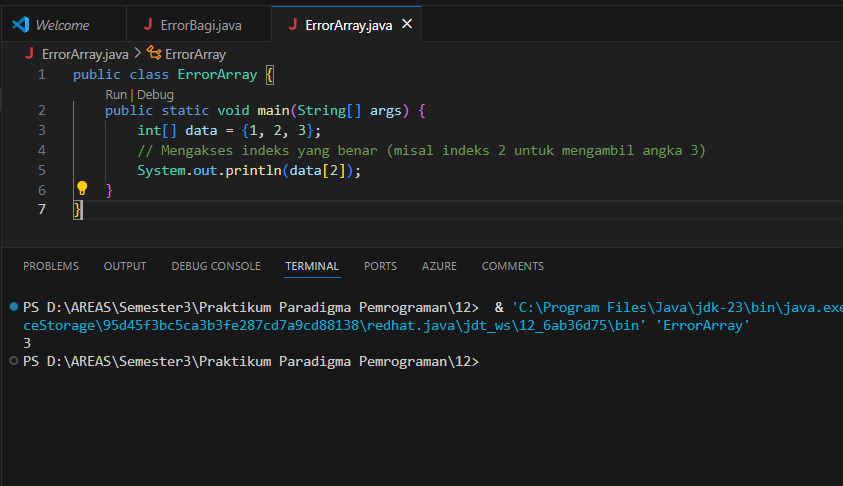 Welcome ErrorBagi.java ErrorArray.java
ErrorArray.java > ErrorArray
1 public class ErrorArray {
Run | Debug
2 public static void main(String[] args) {
3 int[] data = {1, 2, 3};
4 // Mengakses indeks yang benar (misal indeks 2 untuk mengambil angka 3)
5 System.out.println(data[2]);
6 }
7 }
PROBLEMS OUTPUT DEBUG CONSOLE TERMINAL PORTS AZURE COMMENTS
PS D:\AREAS\Semester3\Praktikum Paradigma Pemrograman\12> & 'C:\Program Files\Java\jdk-23\bin\java.exe
ceStorage\95d45f3bc5ca3b3fe287cd7a9cd88138\redhat.java\jdt_ws\12_6ab36d75\bin' 'ErrorArray'
3
PS D:\AREAS\Semester3\Praktikum Paradigma Pemrograman\12>